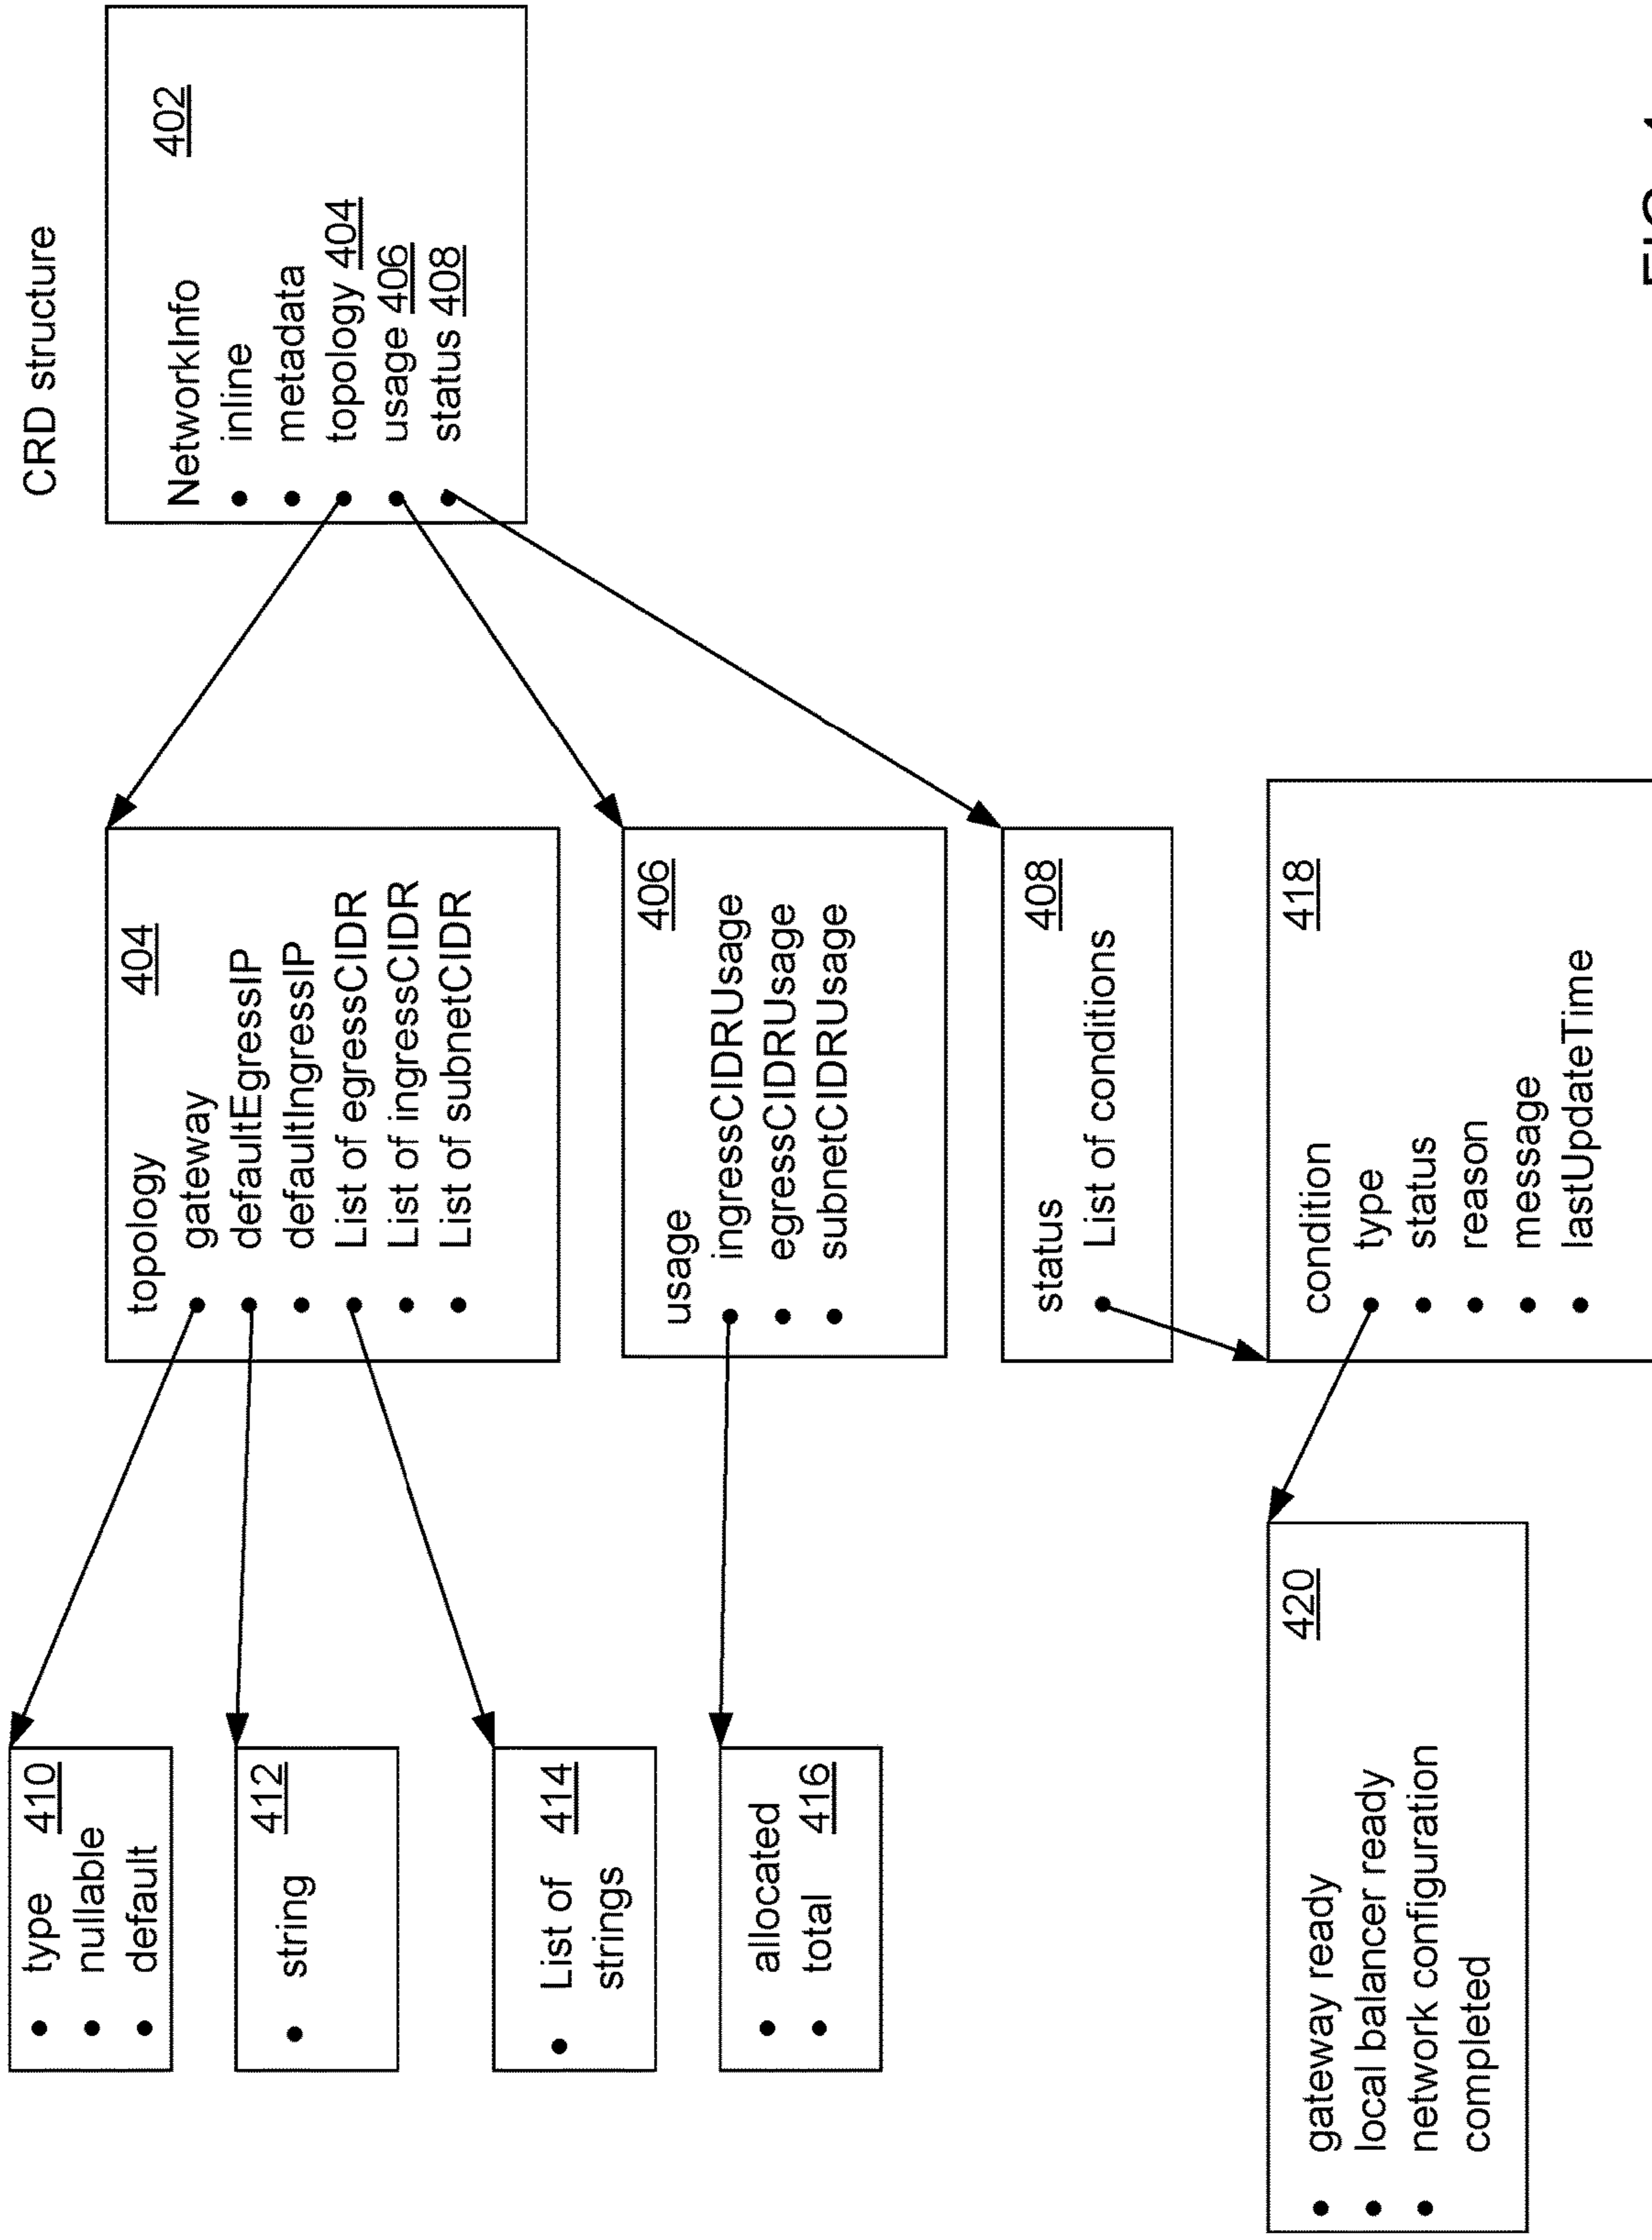 CRD structure
402
NetworkInfo
• inline
• metadata
• topology 404
• usage 406
• status 408
404
topology
• gateway
• defaultEgressIP
• defaultIngressIP
• List of egressCIDR
• List of ingressCIDR
• List of subnetCIDR
406
usage
• ingressCIDRUsage
• egressCIDRUsage
• subnetCIDRUsage
408
status
• List of conditions
418
condition
• type
• status
• reason
• message
• lastUpdateTime
• type 410
• nullable
• default
412
• string
• List of 414
strings
• allocated
• total 416
420
• gateway ready
• local balancer ready
• network configuration
completed